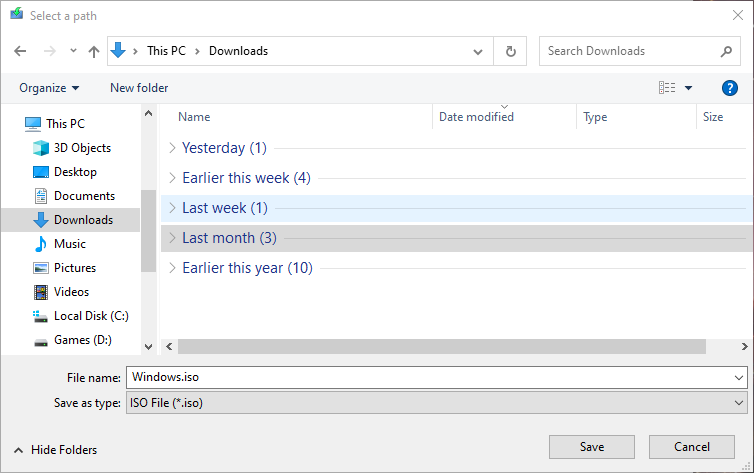 Select a path
This PC Downloads
Search Downloads
Organize New folder
?
Name Date modified Type Size
This PC
3D Objects
Desktop
Documents
Downloads
Music
Pictures
Videos
Local Disk (C:)
Games (D:)
Yesterday (1)
Earlier this week (4)
Last week (1)
Last month (3)
Earlier this year (10)
File name: Windows.iso
Save as type: ISO File (*.iso)
Hide Folders
Save Cancel